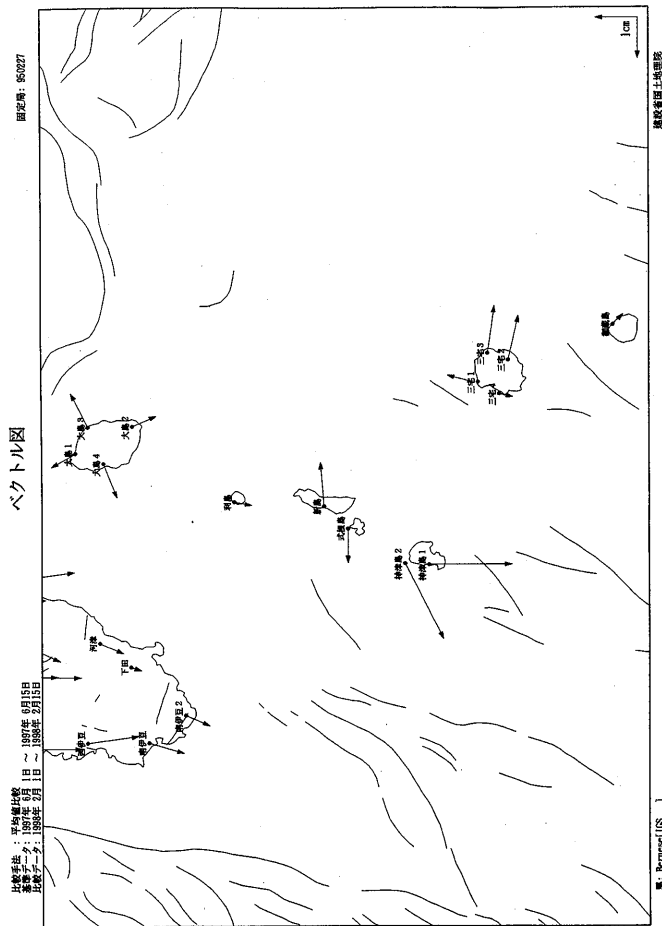 ベクトル図
比較手法 : 平均値比較
基準データ: 1997年 6月 1日 ~ 1997年 6月15日
比較データ: 1998年 2月 1日 ~ 1998年 2月15日
固定局: 950227
大島1
大島3
大島4
大島2
河津
下田
西伊豆
南伊豆
南伊豆2
利島
新島
式根島
神津島2
神津島1
三宅1
三宅3
三宅4
三宅2
御蔵島
1cm
暦: Bernese[IGS ]
建設省国土地理院